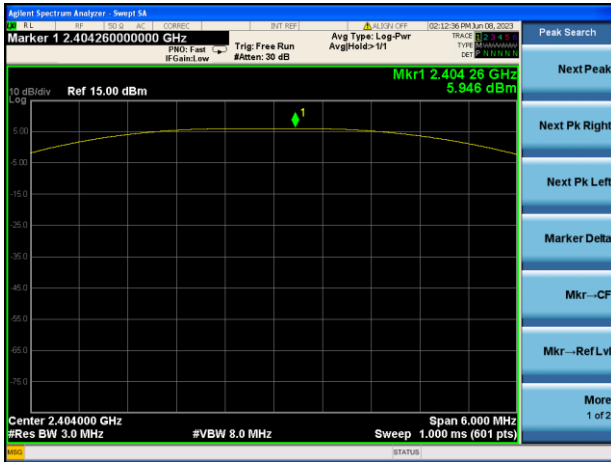 Agilent Spectrum Analyzer - Swept SA
RL RF 50 Ω AC CORREC INT REF ALIGN OFF 02:12:36 PM Jun 08, 2023
Marker 1 2.404260000000 GHz
PNO: Fast
IFGain:Low
Trig: Free Run
#Atten: 30 dB
Avg Type: Log-Pwr
Avg|Hold>1/1
TRACE 1 2 3 4 5 6
TYPE MWWWWW
DET P N N N N N
Peak Search
Mkr1 2.404 26 GHz
5.946 dBm
10 dB/div Ref 15.00 dBm
Log
1
5.00
-5.00
-15.0
-25.0
-35.0
-45.0
-55.0
-65.0
-75.0
Center 2.404000 GHz
Span 6.000 MHz
#Res BW 3.0 MHz
#VBW 8.0 MHz
Sweep 1.000 ms (601 pts)
MSG
STATUS
Next Peak
Next Pk Right
Next Pk Left
Marker Delta
Mkr→CF
Mkr→Ref Lvl
More
1 of 2